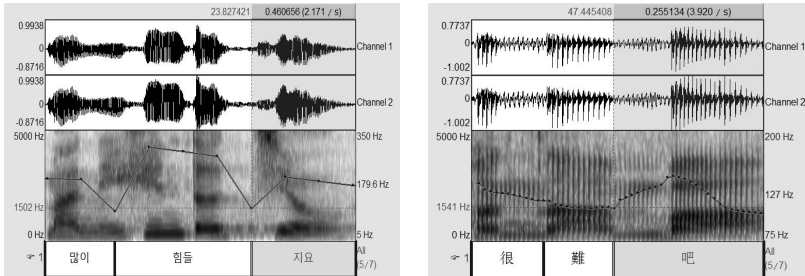 23.827421 0.460656 (2.171 / s)
0.9938
0
-0.8716
Channel 1
0.9938
0
-0.8716
Channel 2
5000 Hz
1502 Hz
0 Hz
350 Hz
179.6 Hz
5 Hz
☞ 1 많이 힘들 지요 All (5/7)
47.445408 0.255134 (3.920 / s)
0.7737
0
-1.002
Channel 1
0.7737
0
-1.002
Channel 2
5000 Hz
1541 Hz
0 Hz
200 Hz
127 Hz
75 Hz
☞ 1 很 難 吧 All (5/7)